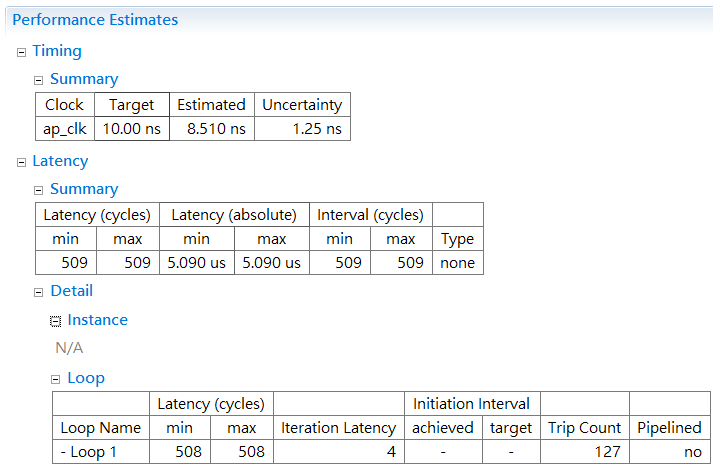 Performance Estimates
Timing
Summary
Clock Target Estimated Uncertainty
ap_clk 10.00 ns 8.510 ns 1.25 ns
Latency
Summary
Latency (cycles) Latency (absolute) Interval (cycles)
min max min max min max Type
509 509 5.090 us 5.090 us 509 509 none
Detail
Instance
N/A
Loop
Latency (cycles) Initiation Interval
Loop Name min max Iteration Latency achieved target Trip Count Pipelined
- Loop 1 508 508 4 - - 127 no